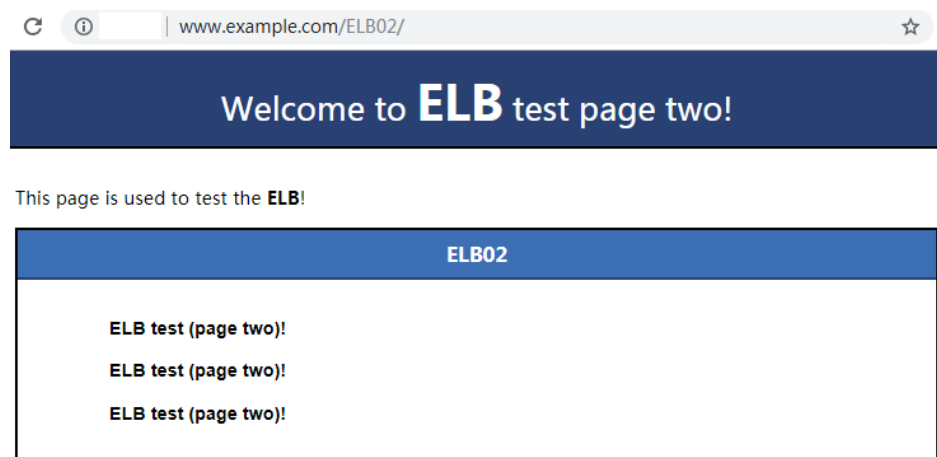 www.example.com/ELB02/
Welcome to ELB test page two!
This page is used to test the ELB!
ELB02
ELB test (page two)!
ELB test (page two)!
ELB test (page two)!